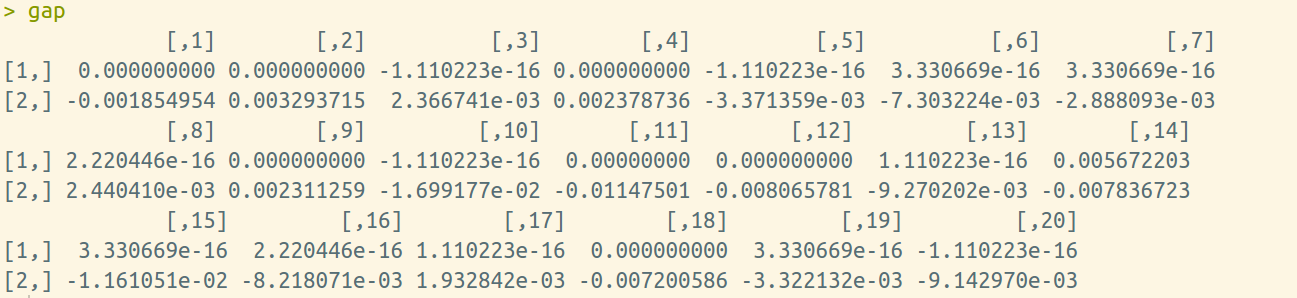 > gap
             [,1]        [,2]          [,3]        [,4]          [,5]          [,6]          [,7]
[1,]  0.000000000 0.000000000 -1.110223e-16 0.000000000 -1.110223e-16  3.330669e-16  3.330669e-16
[2,] -0.001854954 0.003293715  2.366741e-03 0.002378736 -3.371359e-03 -7.303224e-03 -2.888093e-03
             [,8]        [,9]         [,10]       [,11]        [,12]         [,13]        [,14]
[1,] 2.220446e-16 0.000000000 -1.110223e-16  0.00000000  0.000000000  1.110223e-16  0.005672203
[2,] 2.440410e-03 0.002311259 -1.699177e-02 -0.01147501 -0.008065781 -9.270202e-03 -0.007836723
             [,15]         [,16]        [,17]        [,18]         [,19]         [,20]
[1,]  3.330669e-16  2.220446e-16 1.110223e-16  0.000000000  3.330669e-16 -1.110223e-16
[2,] -1.161051e-02 -8.218071e-03 1.932842e-03 -0.007200586 -3.322132e-03 -9.142970e-03